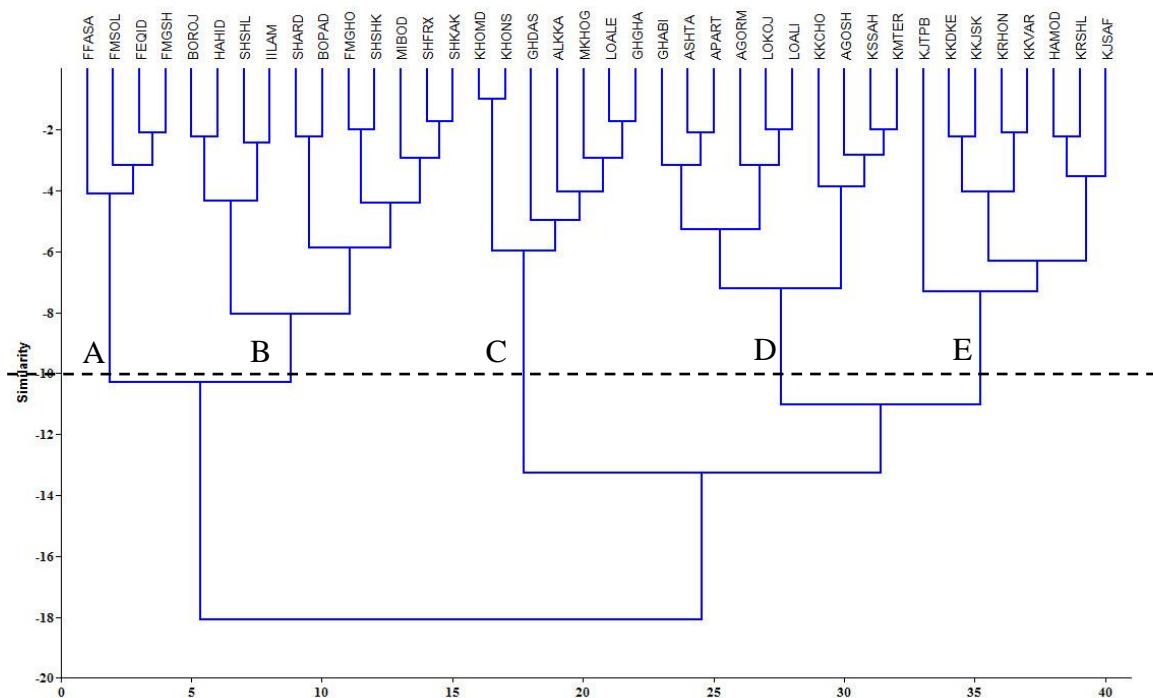 FFASA
FMSOL
FEQID
FMGSH
BOROJ
HAHID
SHSHL
IILAM
SHARD
BOPAD
FMGHO
SHSHK
MIBOD
SHFRX
SHKAK
KHOMD
KHONS
GHDAS
ALKKA
MKHOG
LOALE
GHGHA
GHABI
ASHTA
APART
AGORM
LOKOJ
LOALI
KKCHO
AGOSH
KSSAH
KMTER
KJTPB
KKDKE
KKJSK
KRHON
KKVAR
HAMOD
KRSHL
KJSAF
-2
-4
-6
-8
A B C D E
-10
Similarity
-12
-14
-16
-18
-20
0 5 10 15 20 25 30 35 40